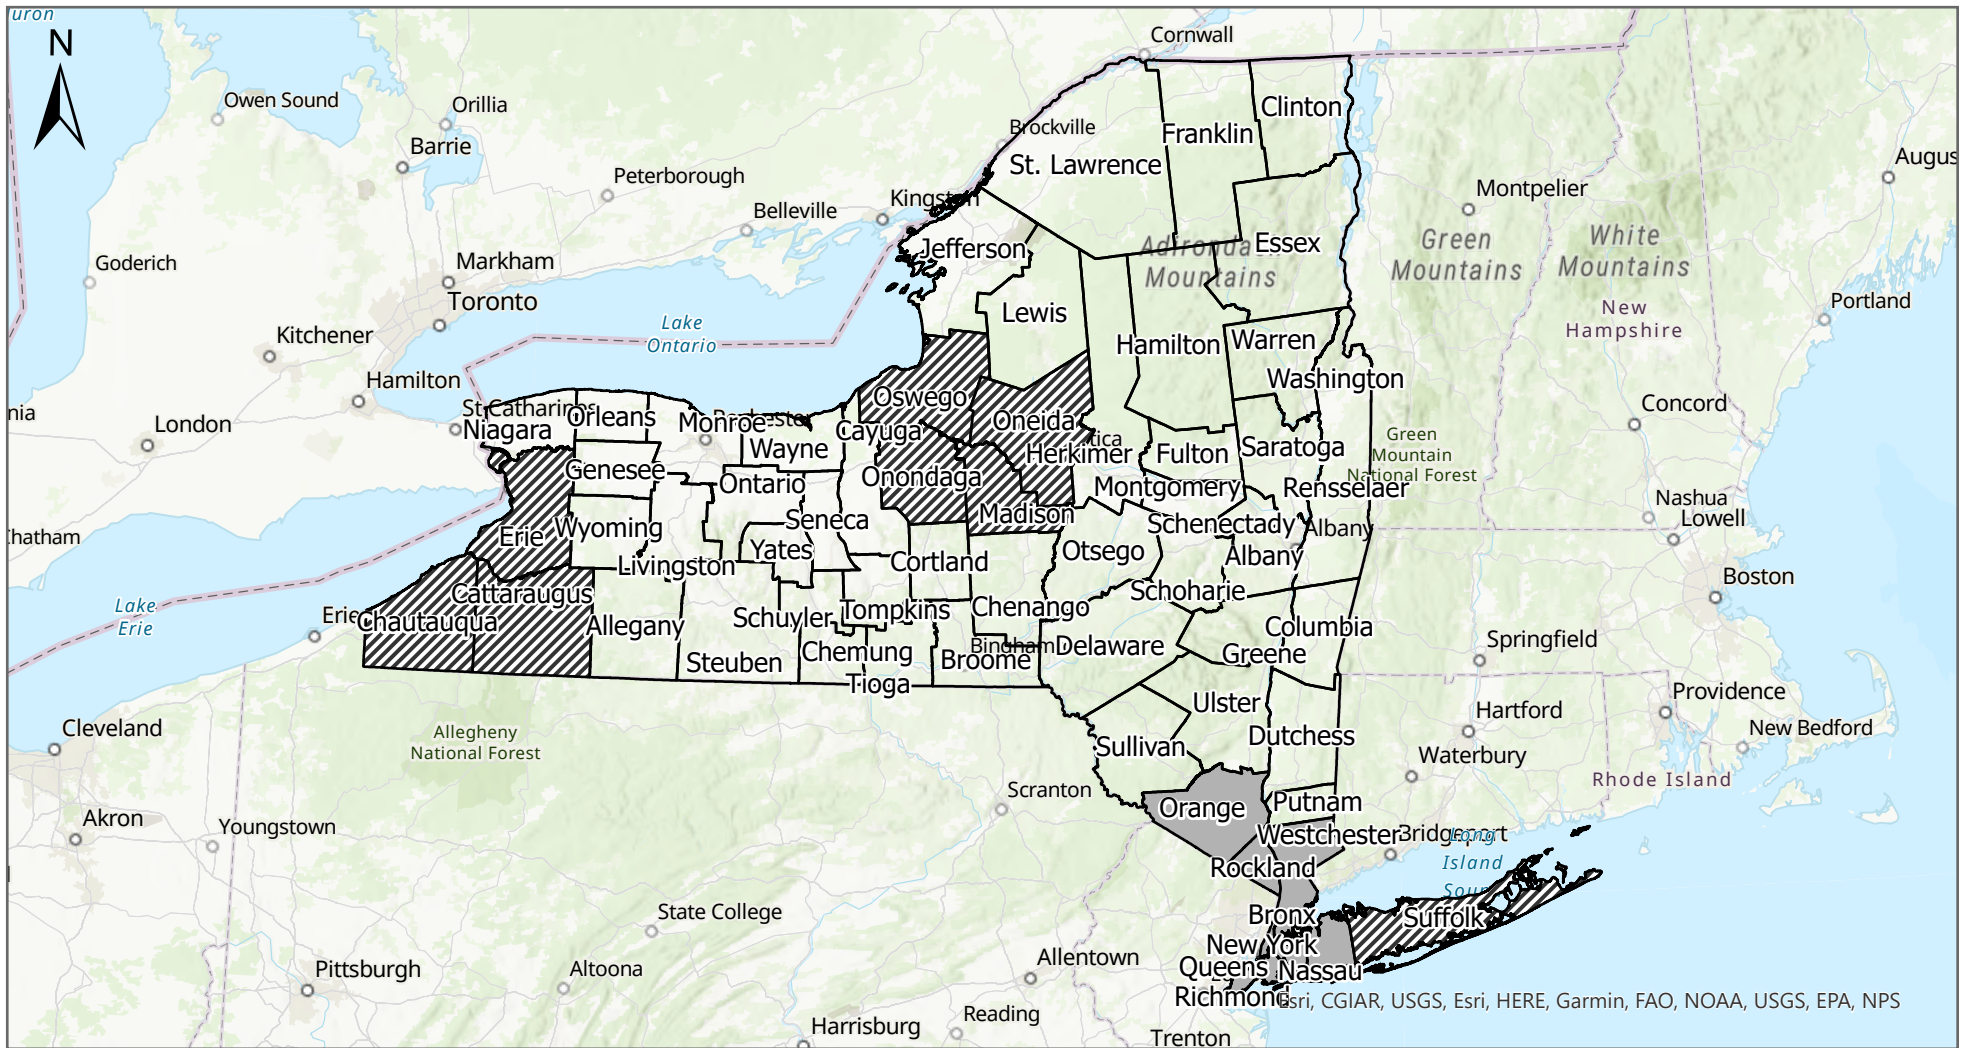 uron
N
Cornwall
Owen Sound
Orillia
Brockville
Clinton
Franklin
Barrie
St. Lawrence
Augus
Peterborough
Montpelier
Kingston
Belleville
Jefferson
Adirondack
Mountains
Essex
Green
Mountains
White
Mountains
Goderich
Markham
Toronto
Lake
Ontario
Lewis
New
Hampshire
Portland
Kitchener
Hamilton
Warren
Hamilton
Washington
Oswego
nia
St Catharines
Orleans
Monroe
Rochester
Niagara
London
Oneida
Concord
Cayuga
Utica
Wayne
Herkimer
Fulton
Saratoga
Green
Mountain
National Forest
Genesee
Onondaga
Ontario
Montgomery
Rensselaer
Nashua
Lowell
Madison
Seneca
Schenectady
Albany
Erie
Wyoming
Chatham
Yates
Otsego
Albany
Livingston
Cortland
Boston
Cattaraugus
Schoharie
Lake
Erie
Erie
Chautauqua
Allegany
Schuyler
Tompkins
Chenango
Columbia
Springfield
Steuben
Chemung
Broome
Bingham
Delaware
Greene
Tioga
Providence
Ulster
Hartford
Cleveland
Allegheny
National Forest
New Bedford
Sullivan
Dutchess
Waterbury
Rhode Island
Scranton
Orange
Putnam
Akron
Youngstown
Westchester
Bridgeport
Long
Island
Soun
Rockland
State College
Bronx
Suffolk
New York
Allentown
Pittsburgh
Altoona
Queens
Nassau
Richmond
Esri, CGIAR, USGS, Esri, HERE, Garmin, FAO, NOAA, USGS, EPA, NPS
Reading
Harrisburg
Trenton